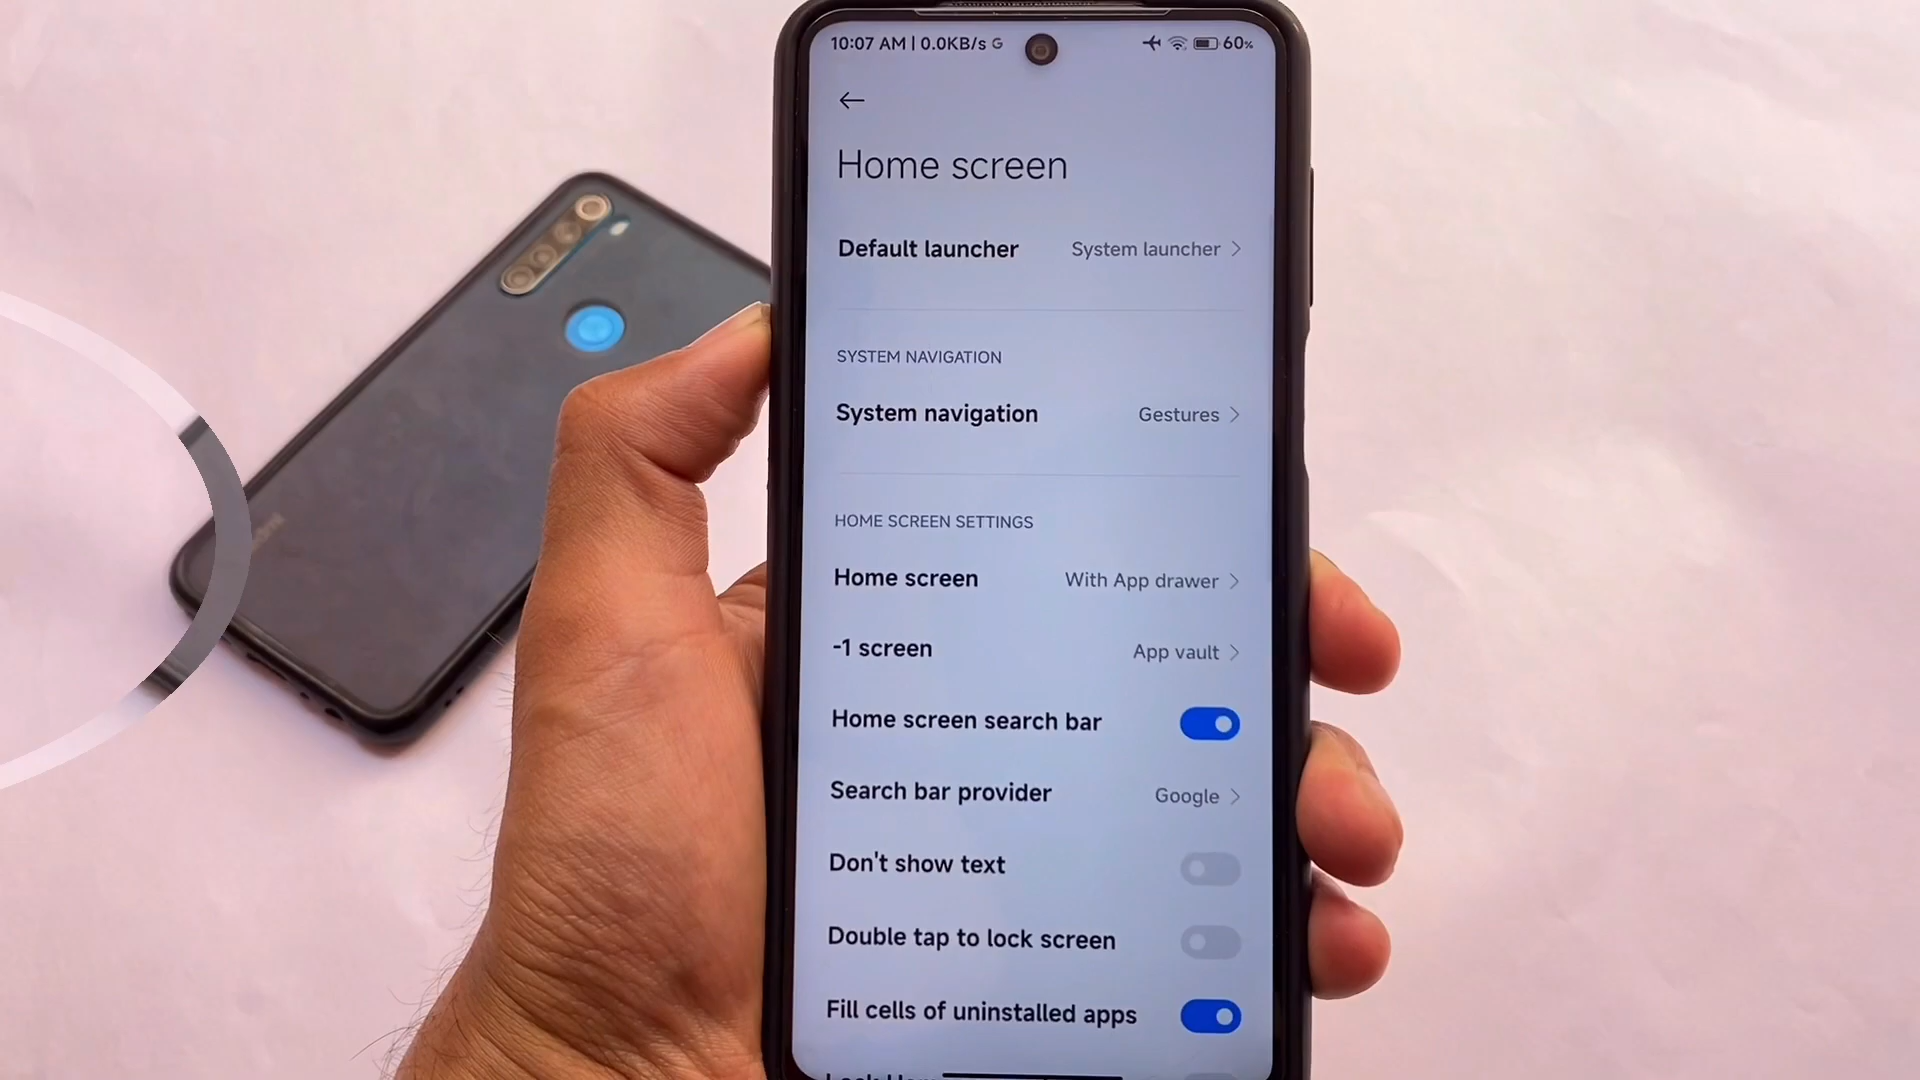 10:07 AM | 0.0KB/s G 60%
Home screen
Default launcher System launcher
SYSTEM NAVIGATION
System navigation Gestures
HOME SCREEN SETTINGS
Home screen With App drawer
-1 screen App vault
Home screen search bar
Search bar provider Google
Don't show text
Double tap to lock screen
Fill cells of uninstalled apps